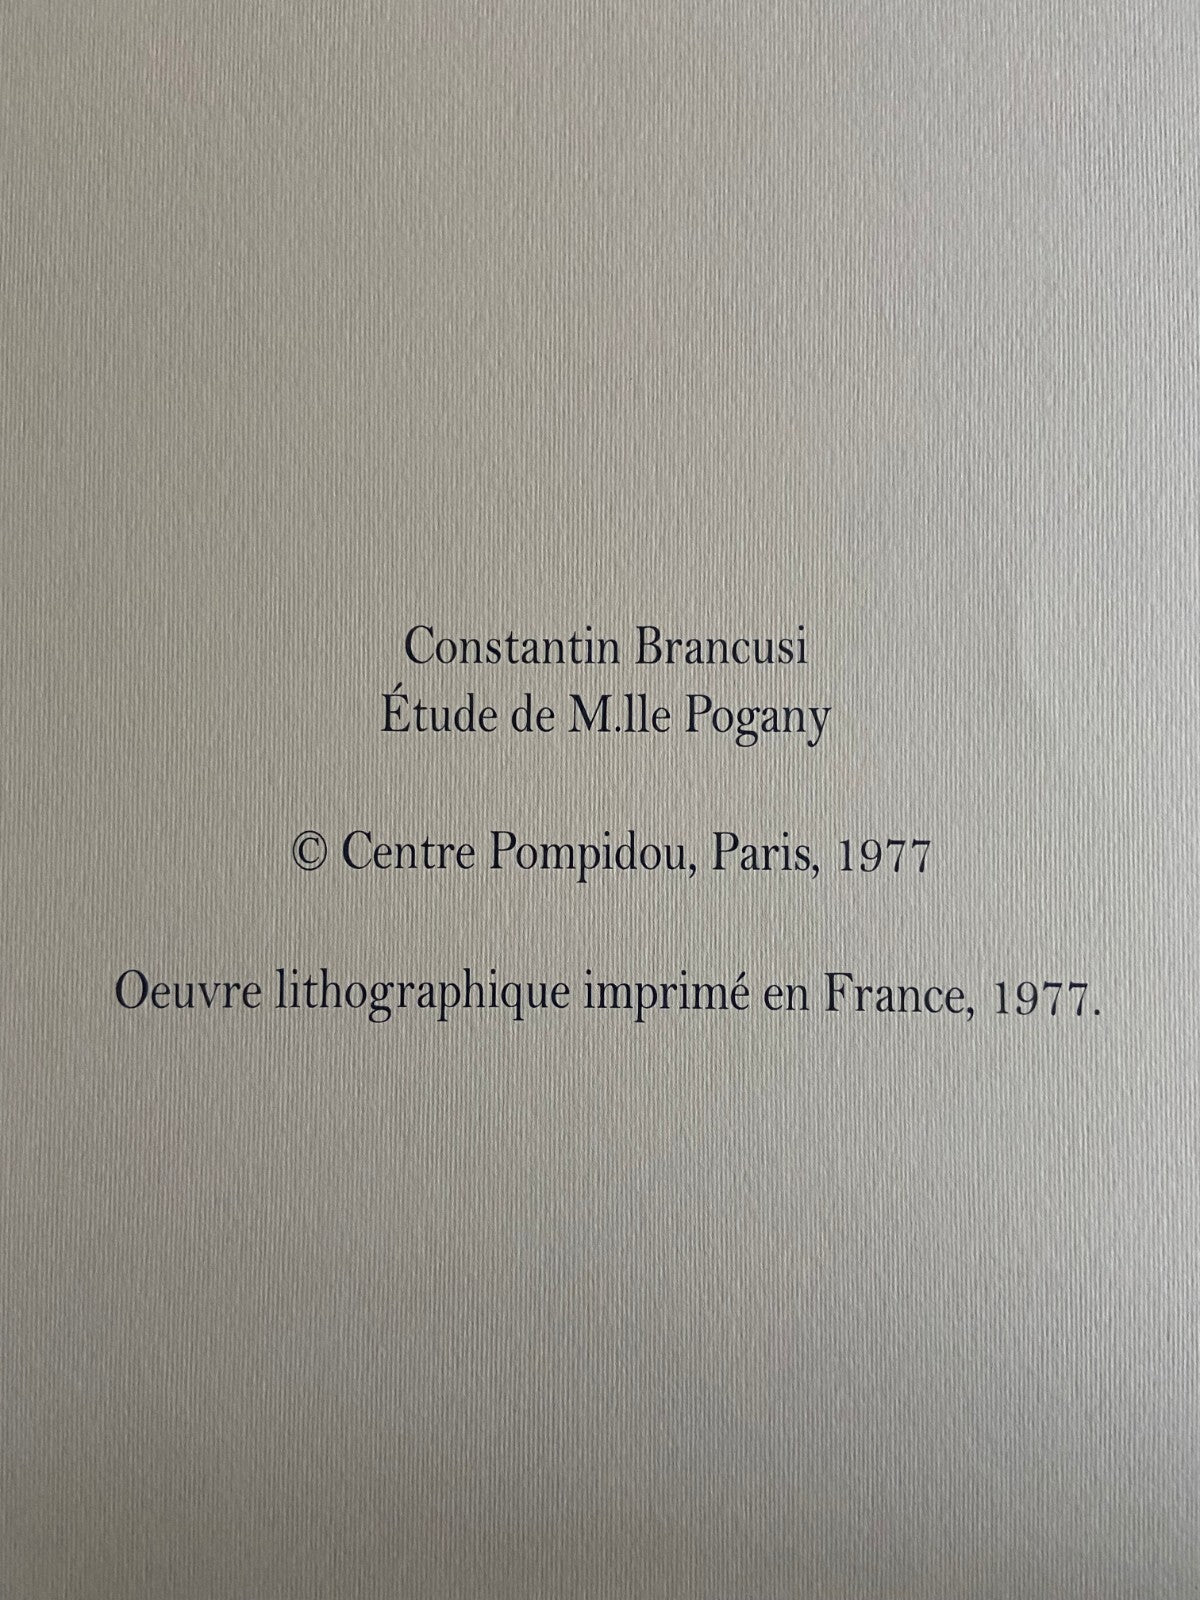 Constantin Brancusi
Étude de M.lle Pogany
© Centre Pompidou, Paris, 1977
Oeuvre lithographique imprimé en France, 1977.